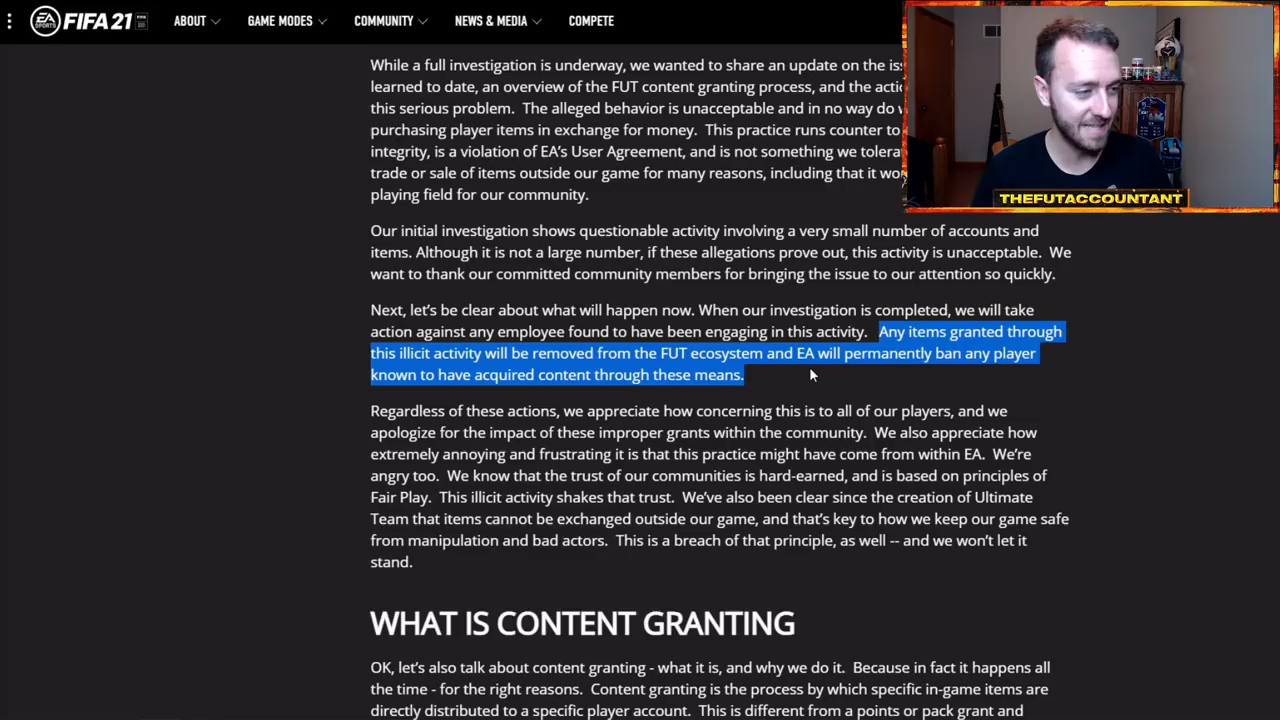 EA SPORTS FIFA 21
ABOUT
GAME MODES
COMMUNITY
NEWS & MEDIA
COMPETE
While a full investigation is underway, we wanted to share an update on the iss
learned to date, an overview of the FUT content granting process, and the actio
this serious problem. The alleged behavior is unacceptable and in no way do w
purchasing player items in exchange for money. This practice runs counter to
integrity, is a violation of EA's User Agreement, and is not something we tolera
trade or sale of items outside our game for many reasons, including that it wo
playing field for our community.
THEFUTACCOUNTANT
Our initial investigation shows questionable activity involving a very small number of accounts and
items. Although it is not a large number, if these allegations prove out, this activity is unacceptable. We
want to thank our committed community members for bringing the issue to our attention so quickly.
Next, let's be clear about what will happen now. When our investigation is completed, we will take
action against any employee found to have been engaging in this activity. Any items granted through
this illicit activity will be removed from the FUT ecosystem and EA will permanently ban any player
known to have acquired content through these means.
Regardless of these actions, we appreciate how concerning this is to all of our players, and we
apologize for the impact of these improper grants within the community. We also appreciate how
extremely annoying and frustrating it is that this practice might have come from within EA. We're
angry too. We know that the trust of our communities is hard-earned, and is based on principles of
Fair Play. This illicit activity shakes that trust. We've also been clear since the creation of Ultimate
Team that items cannot be exchanged outside our game, and that's key to how we keep our game safe
from manipulation and bad actors. This is a breach of that principle, as well -- and we won't let it
stand.
WHAT IS CONTENT GRANTING
OK, let's also talk about content granting - what it is, and why we do it. Because in fact it happens all
the time - for the right reasons. Content granting is the process by which specific in-game items are
directly distributed to a specific player account. This is different from a points or pack grant and